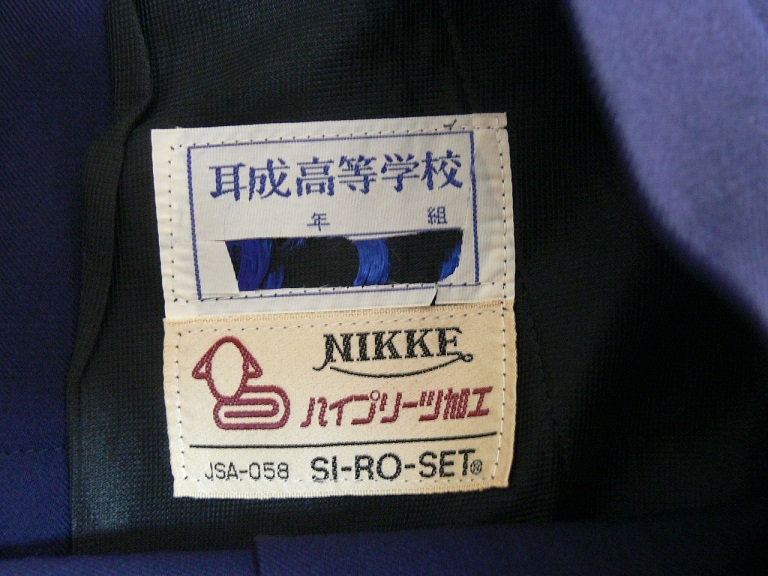 耳成高等学校
年 組
NIKKE
ハイプリーツ加工
JSA-058 SI-RO-SET®